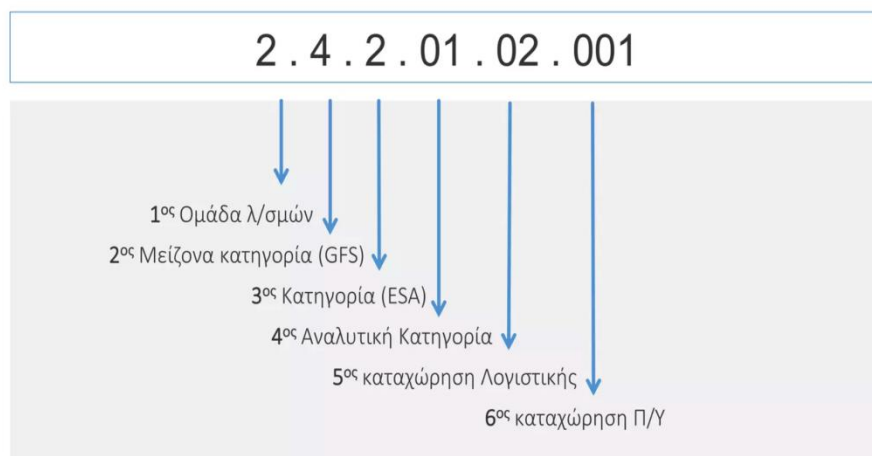 2 . 4 . 2 . 01 . 02 . 001
1ος Ομάδα λ/σμών
2ος Μείζονα κατηγορία (GFS)
3ος Κατηγορία (ESA)
4ος Αναλυτική Κατηγορία
5ος καταχώρηση Λογιστικής
6ος καταχώρηση Π/Υ